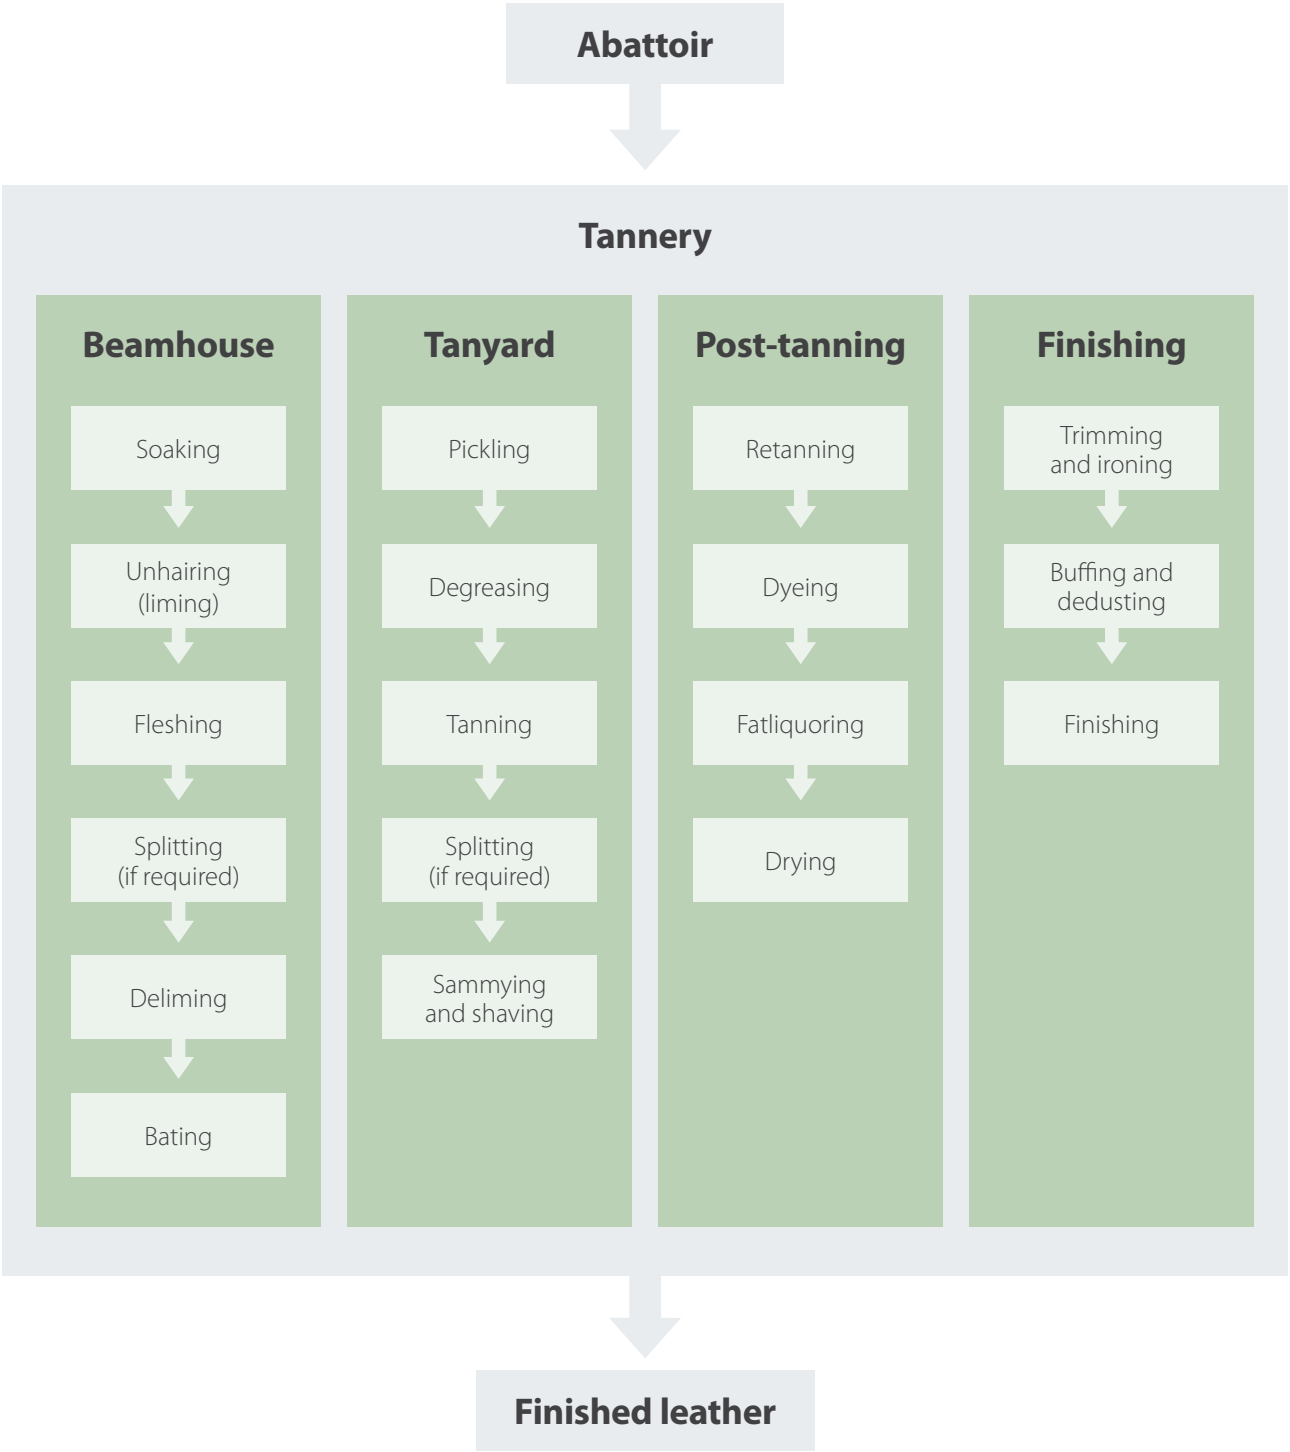 Abattoir
Tannery
Beamhouse
Soaking
Unhairing
(liming)
Fleshing
Splitting
(if required)
Deliming
Bating
Tanyard
Pickling
Degreasing
Tanning
Splitting
(if required)
Sammying
and shaving
Post-tanning
Retanning
Dyeing
Fatliquoring
Drying
Finishing
Trimming
and ironing
Buffing and
dedusting
Finishing
Finished leather